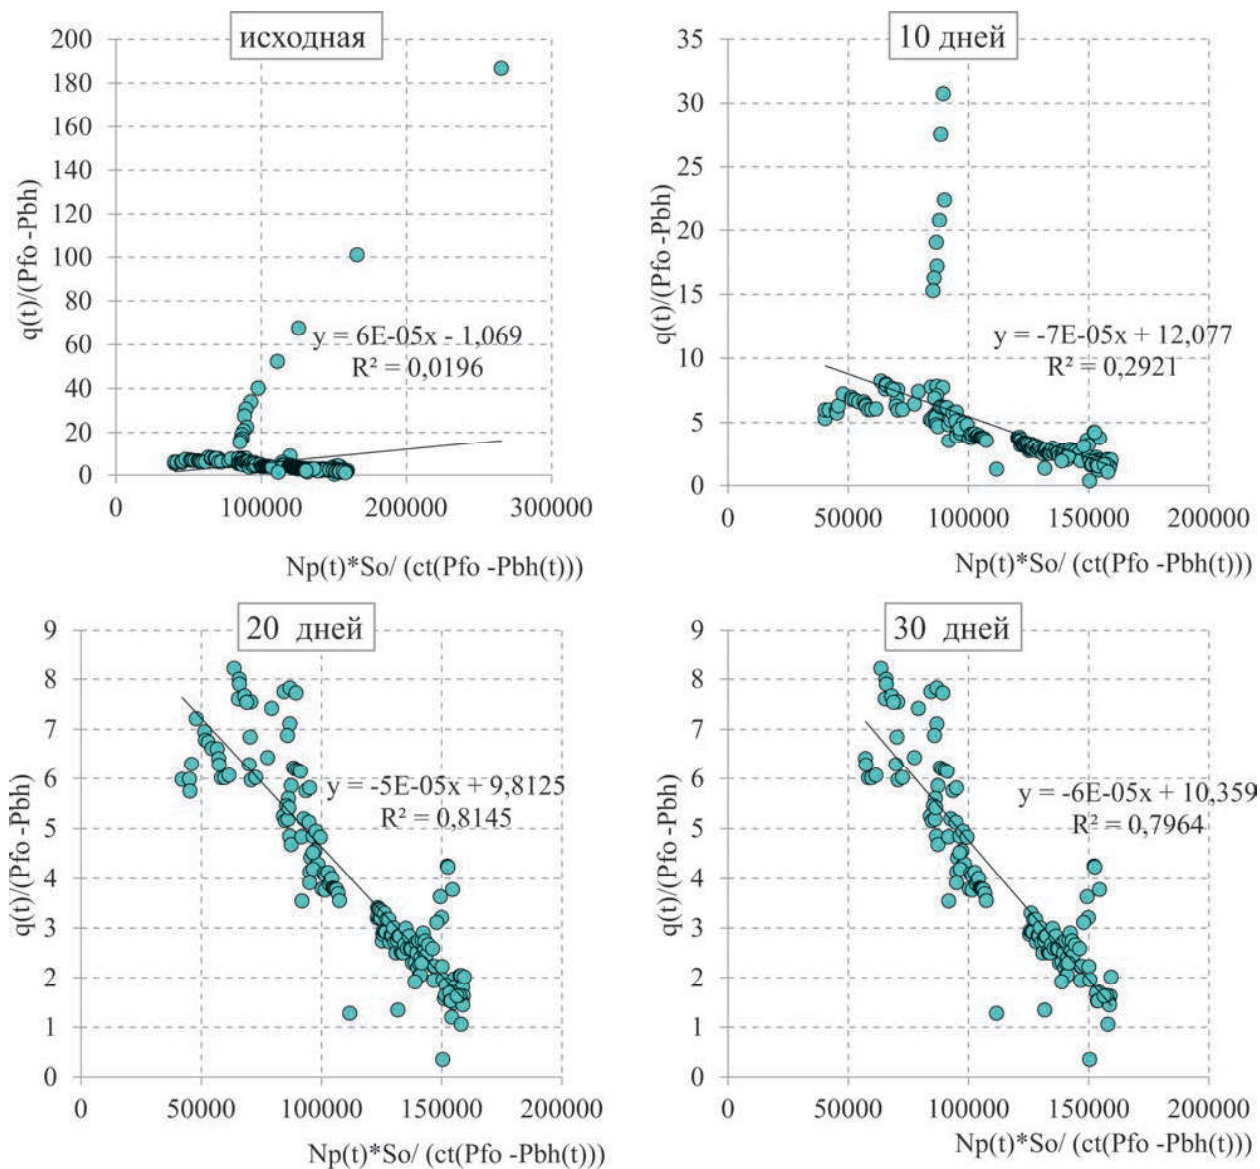 исходная
200
180
160
140
120
100
80
60
40
20
0
q(t)/(Pfo -Pbh)
y = 6E-05x - 1,069
R² = 0,0196
0 100000 200000 300000
Np(t)*So/ (ct(Pfo -Pbh(t)))
10 дней
35
30
25
20
15
10
5
0
q(t)/(Pfo -Pbh)
y = -7E-05x + 12,077
R² = 0,2921
0 50000 100000 150000 200000
Np(t)*So/ (ct(Pfo -Pbh(t)))
20 дней
9
8
7
6
5
4
3
2
1
0
q(t)/(Pfo -Pbh)
y = -5E-05x + 9,8125
R² = 0,8145
0 50000 100000 150000 200000
Np(t)*So/ (ct(Pfo -Pbh(t)))
30 дней
9
8
7
6
5
4
3
2
1
0
q(t)/(Pfo -Pbh)
y = -6E-05x + 10,359
R² = 0,7964
0 50000 100000 150000 200000
Np(t)*So/ (ct(Pfo -Pbh(t)))